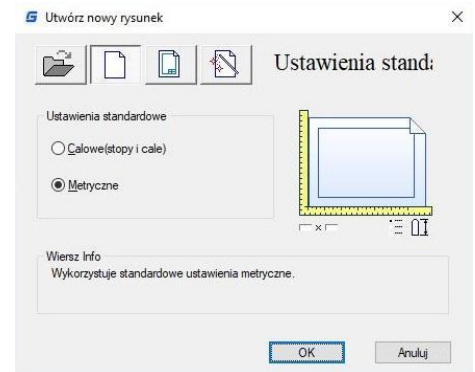 Utwórz nowy rysunek
Ustawienia stand
Ustawienia standardowe
Calowe(stopy i cale)
Metryczne
Wiersz Info
Wykorzystuje standardowe ustawienia metryczne.
OK
Anuluj